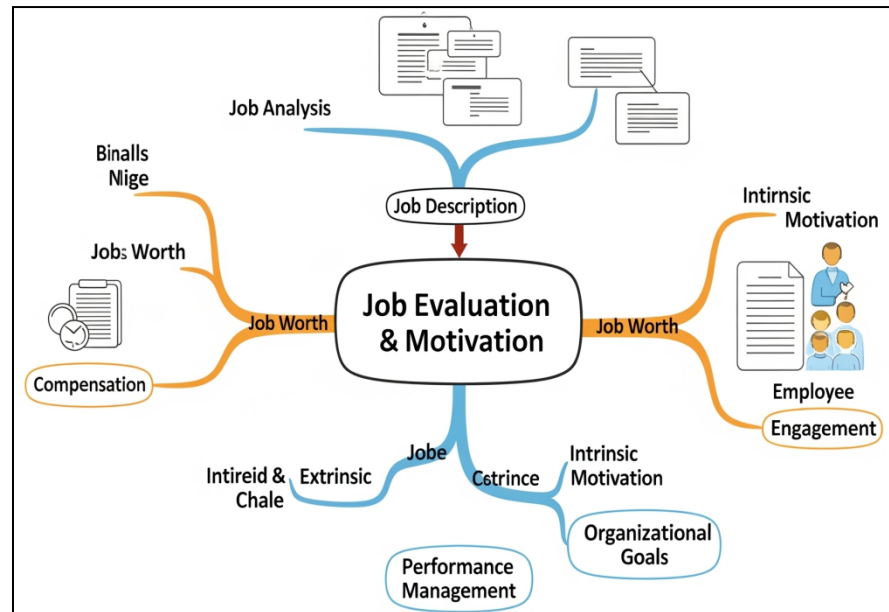 Job Analysis
Binalls
Nlige
Jobs Worth
Job Description
Intirnsic
Motivation
Job Evaluation
& Motivation
Job Worth
Job Worth
Compensation
Employee
Engagement
Jobe
Intireid &
Chale
Extrinsic
Cstrince
Intrinsic
Motivation
Organizational
Goals
Performance
Management